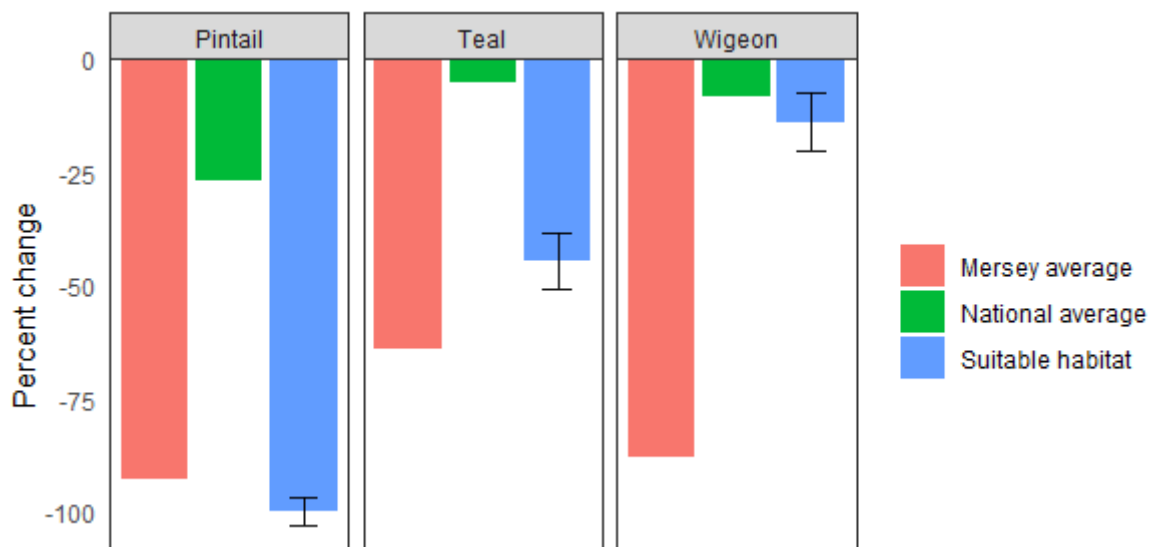 Pintail Teal Wigeon
0
-25
-50
-75
-100
Percent change
Mersey average
National average
Suitable habitat